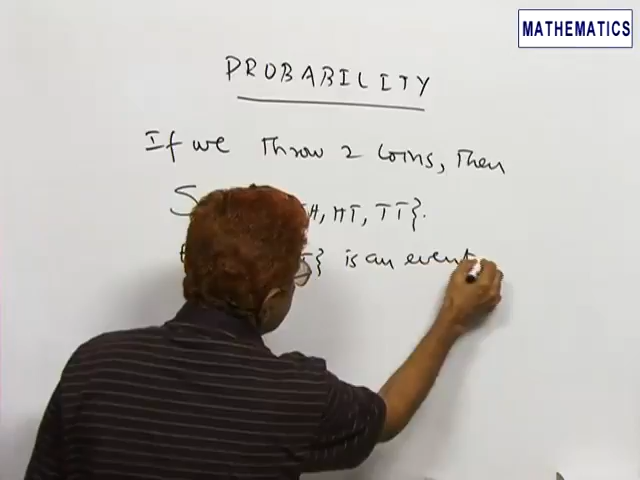 MATHEMATICS
PROBABILITY
If we Throw 2 Coins, Then
S H, HT, TT}.
} is an event